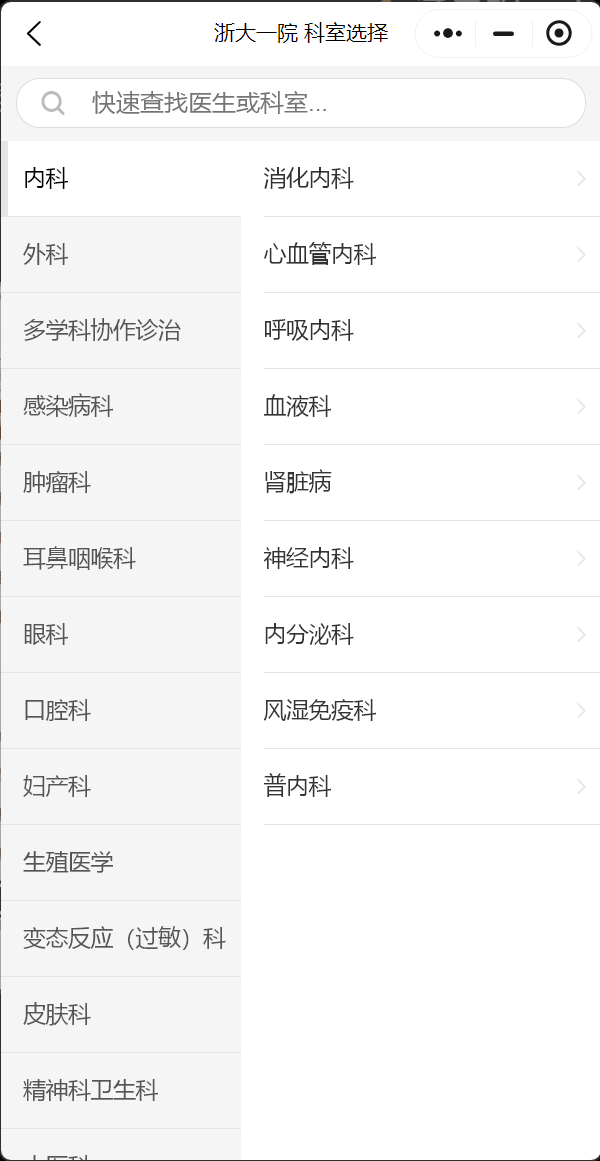 浙大一院 科室选择
快速查找医生或科室...
内科
外科
多学科协作诊治
感染病科
肿瘤科
耳鼻咽喉科
眼科
口腔科
妇产科
生殖医学
变态反应（过敏）科
皮肤科
精神科卫生科
消化内科
心血管内科
呼吸内科
血液科
肾脏病
神经内科
内分泌科
风湿免疫科
普内科